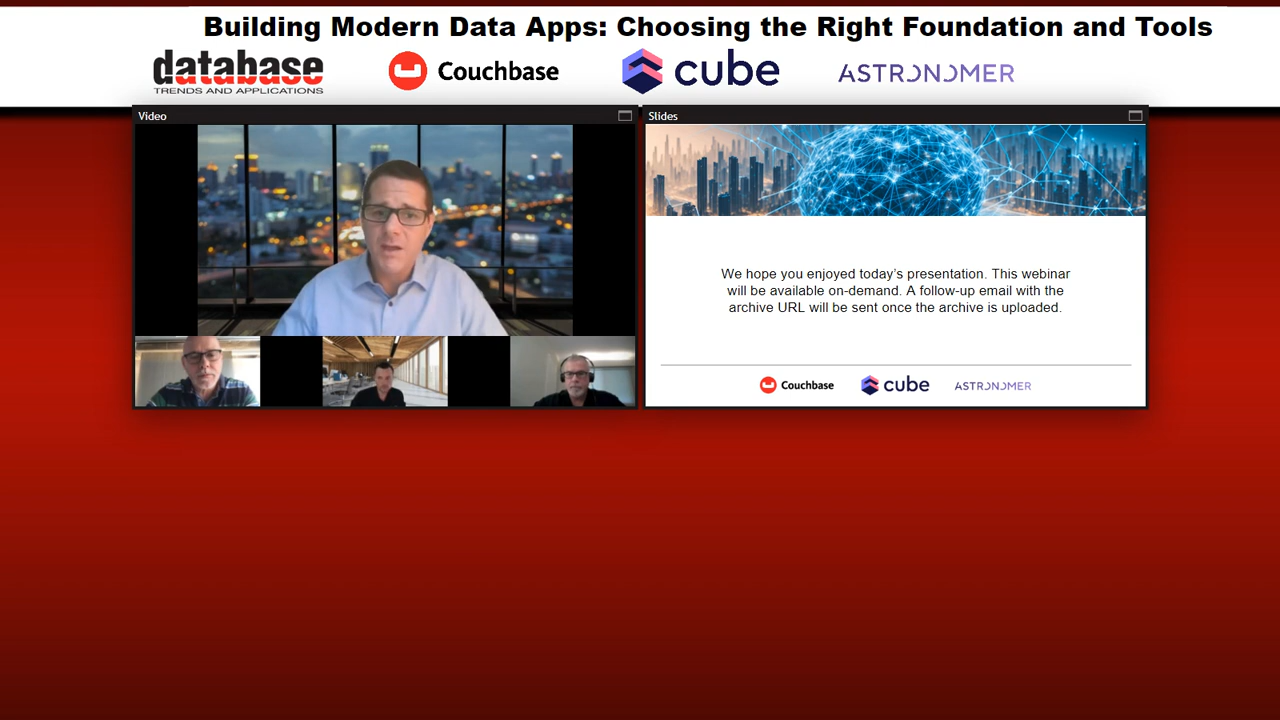 Building Modern Data Apps: Choosing the Right Foundation and Tools
database
TRENDS AND APPLICATIONS
Couchbase
cube
ASTRONOMER
Video
Slides
We hope you enjoyed today's presentation. This webinar
will be available on-demand. A follow-up email with the
archive URL will be sent once the archive is uploaded.
Couchbase
cube
ASTRONOMER